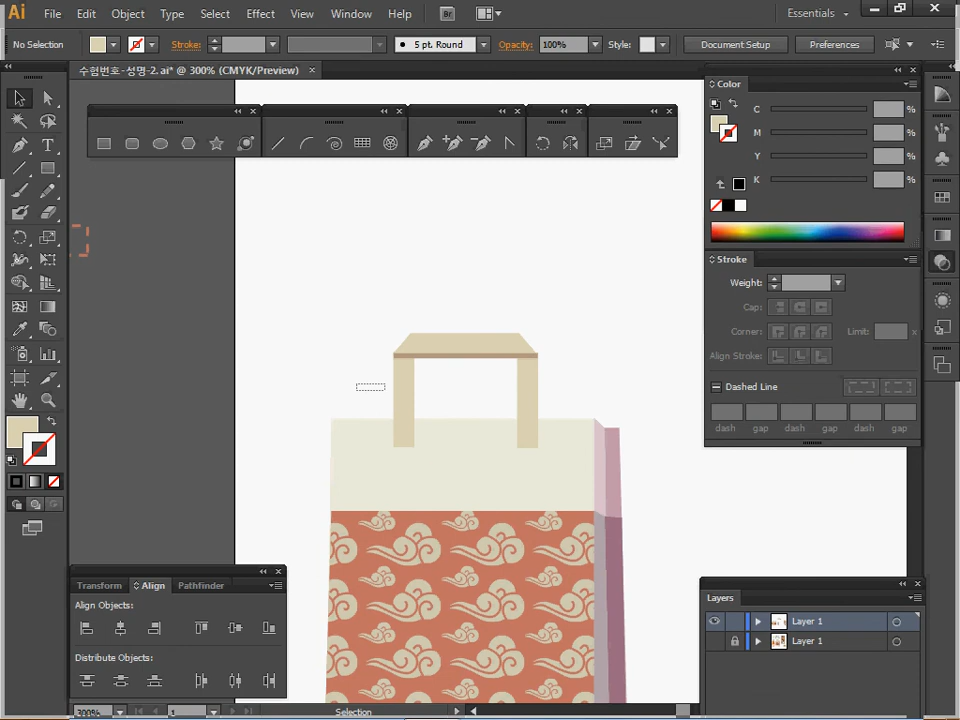 Ai File Edit Object Type Select Effect View Window Help Br Essentials
No Selection Stroke: 5 pt. Round Opacity: 100% Style: Document Setup Preferences
수험번호-성명-2.ai* @ 300% (CMYK/Preview) ×
Color
C %
M %
Y %
K %
Stroke
Weight:
Cap:
Corner: Limit: x
Align Stroke:
Dashed Line
dash gap dash gap dash gap
Transform Align Pathfinder
Align Objects:
Distribute Objects:
Layers
Layer 1
Layer 1
300% 1 Selection